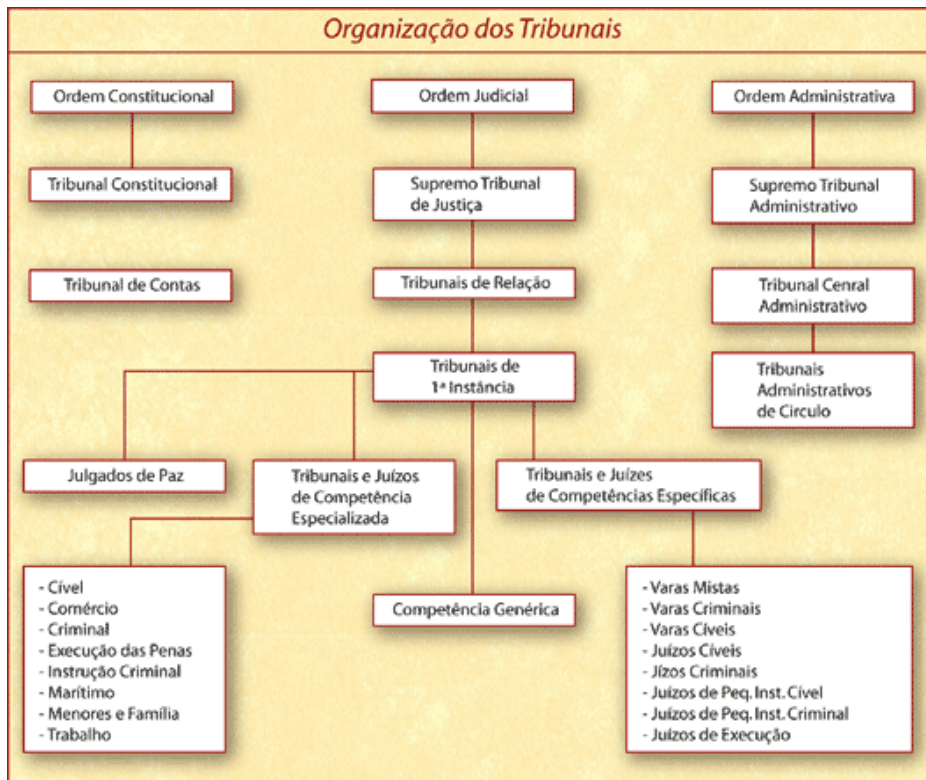 Organização dos Tribunais
Ordem Constitucional
Ordem Judicial
Ordem Administrativa
Tribunal Constitucional
Supremo Tribunal
de Justiça
Supremo Tribunal
Administrativo
Tribunal de Contas
Tribunais de Relação
Tribunal Cenral
Administrativo
Tribunais de
1ª Instância
Tribunais
Administrativos
de Circulo
Julgados de Paz
Tribunais e Juízos
de Competência
Especializada
Tribunais e Juízes
de Competências Específicas
- Cível
- Comércio
- Criminal
- Execução das Penas
- Instrução Criminal
- Marítimo
- Menores e Família
- Trabalho
Competência Genérica
- Varas Mistas
- Varas Criminais
- Varas Cíveis
- Juízos Cíveis
- Jízos Criminais
- Juízos de Peq. Inst. Cível
- Juízos de Peq. Inst. Criminal
- Juízos de Execução